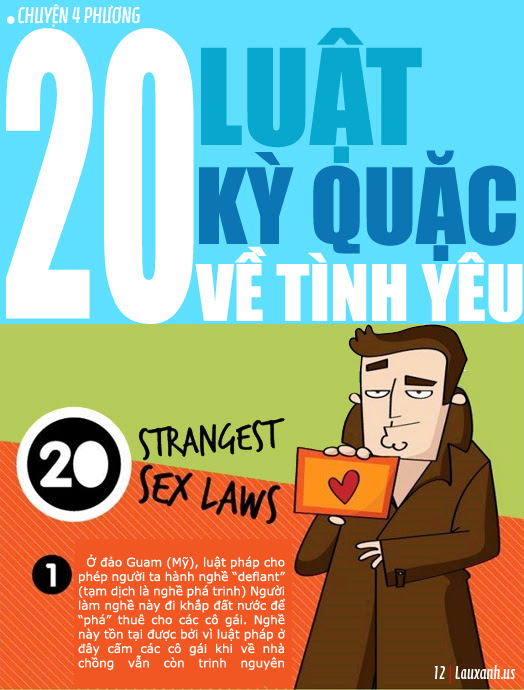 CHUYỆN 4 PHƯƠNG
20 LUẬT
KỲ QUẶC
VỀ TÌNH YÊU
20 STRANGEST
SEX LAWS
1
Ở đảo Guam (Mỹ), luật pháp cho
phép người ta hành nghề “deflant”
(tạm dịch là nghề phá trinh) Người
làm nghề này đi khắp đất nước để
“phá” thuê cho các cô gái. Nghề
này tồn tại được bởi vì luật pháp ở
đây cấm các cô gái khi về nhà
chồng vẫn còn trinh nguyên
12 | Lauxanh.us